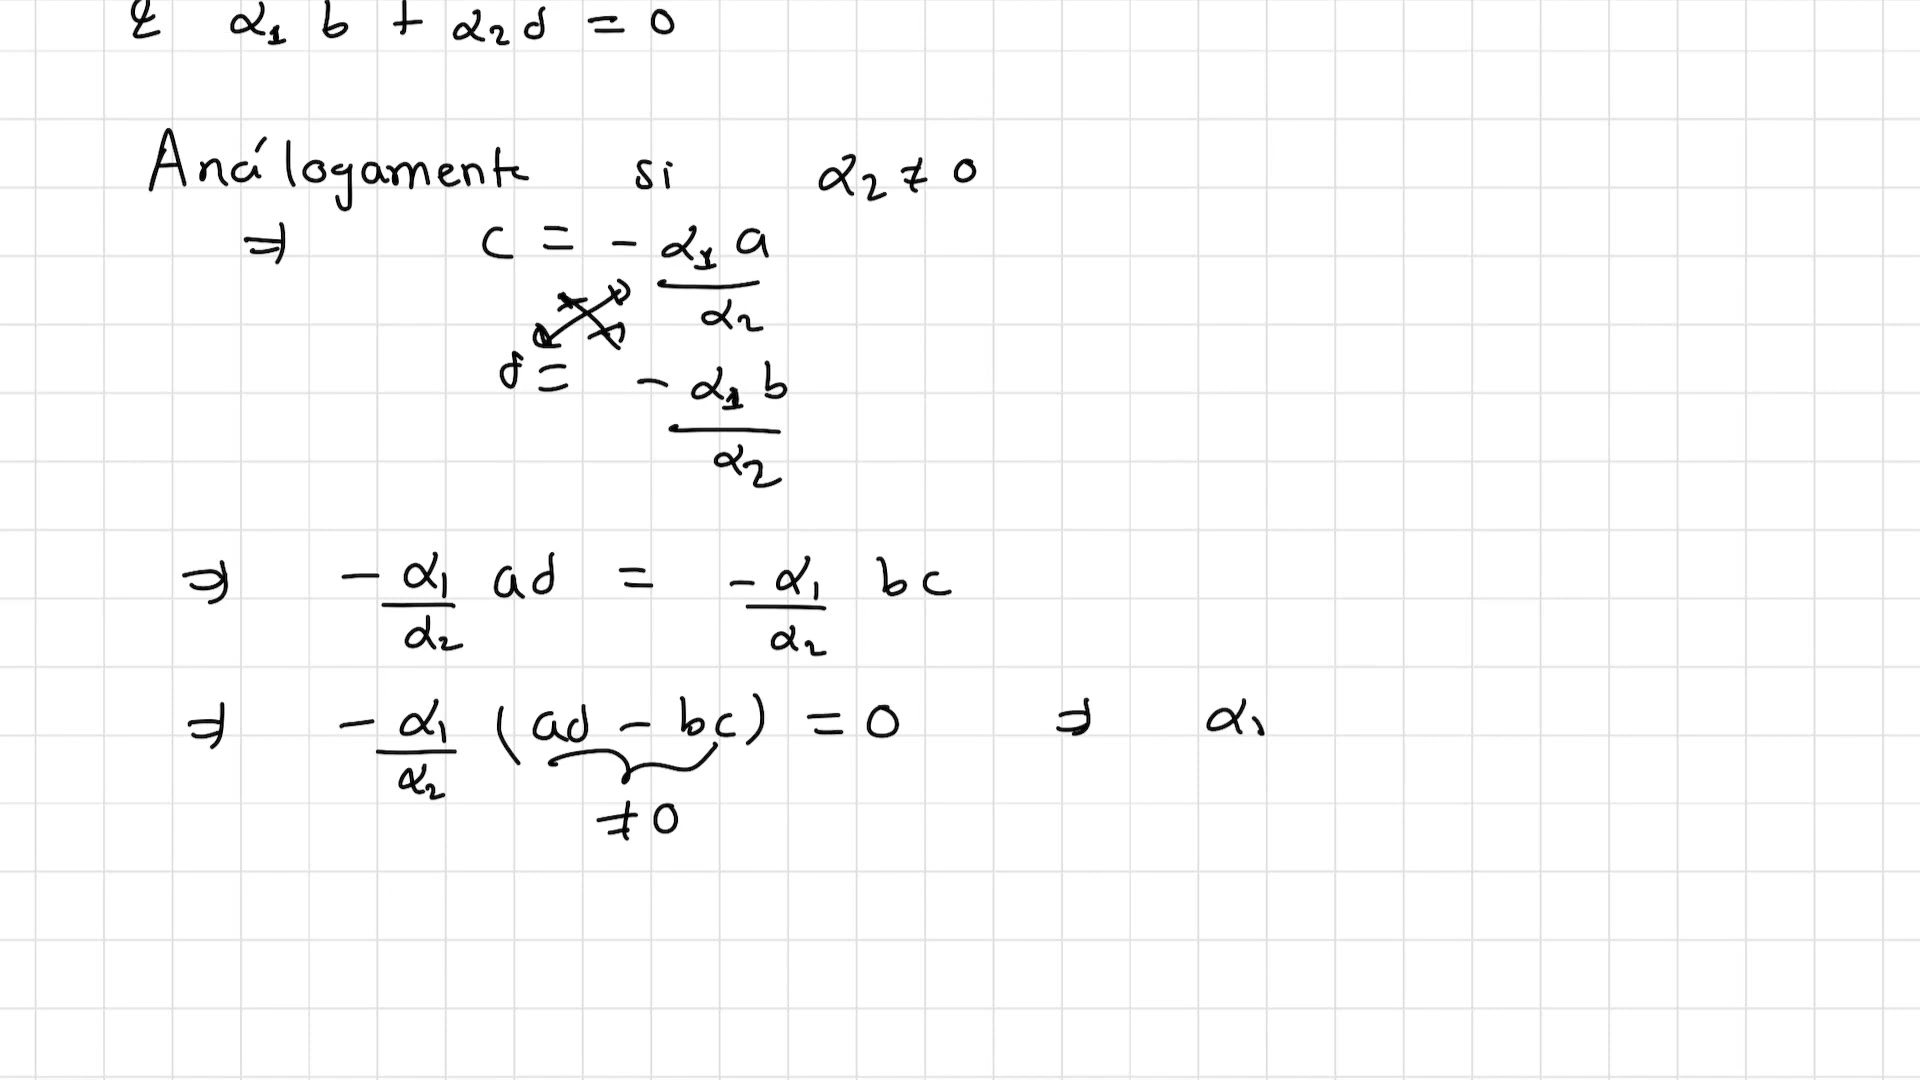 & α₁ b + α₂ d = 0
Análogamente si α₂ ≠ 0
⇒ c = - α₁ a / α₂
d = - α₁ b / α₂
⇒ - α₁ / α₂ ad = - α₁ / α₂ bc
⇒ - α₁ / α₂ (ad - bc) = 0 ⇒ α₁
≠ 0